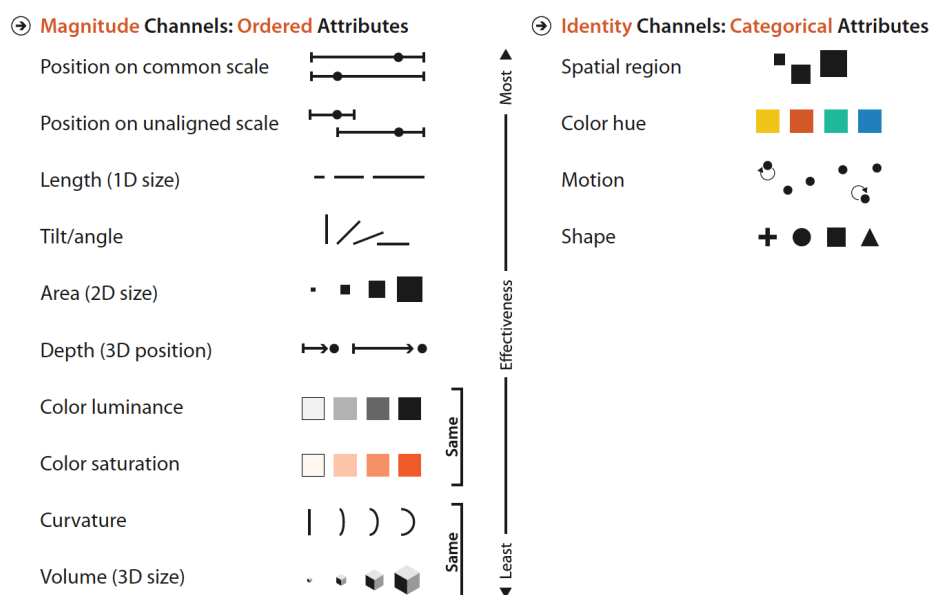 Magnitude Channels: Ordered Attributes
Position on common scale
Position on unaligned scale
Length (1D size)
Tilt/angle
Area (2D size)
Depth (3D position)
Color luminance
Color saturation
Curvature
Volume (3D size)
Same
Same
Most
Effectiveness
Least
Identity Channels: Categorical Attributes
Spatial region
Color hue
Motion
Shape